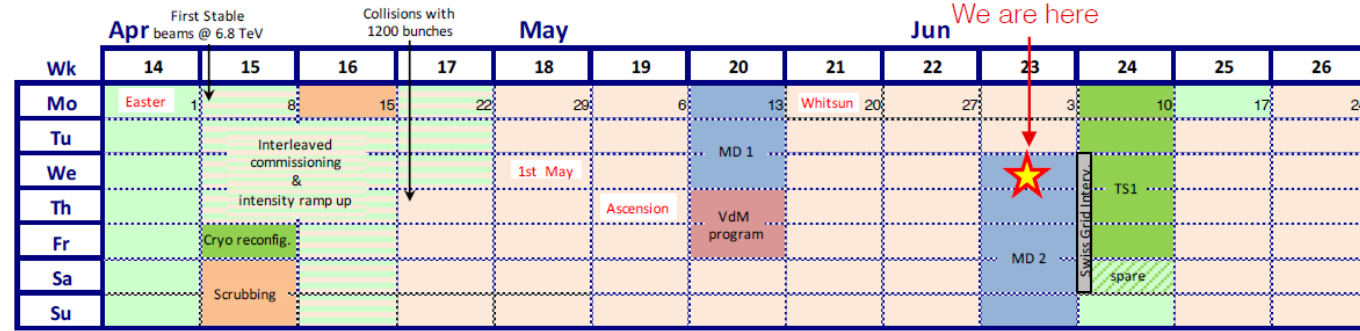 First Stable
beams @ 6.8 TeV
Collisions with
1200 bunches
We are here
Apr
May
Jun
Wk 14 15 16 17 18 19 20 21 22 23 24 25 26
Mo Easter 1 8 15 22 29 6 13 Whitsun 20 27 3 10 17
Tu
We
Th
Fr
Sa
Su
Interleaved
commissioning
&
intensity ramp up
Cryo reconfig.
Scrubbing
1st May
Ascension
MD 1
VdM
program
MD 2
Swiss Grid Interv.
TS1
spare